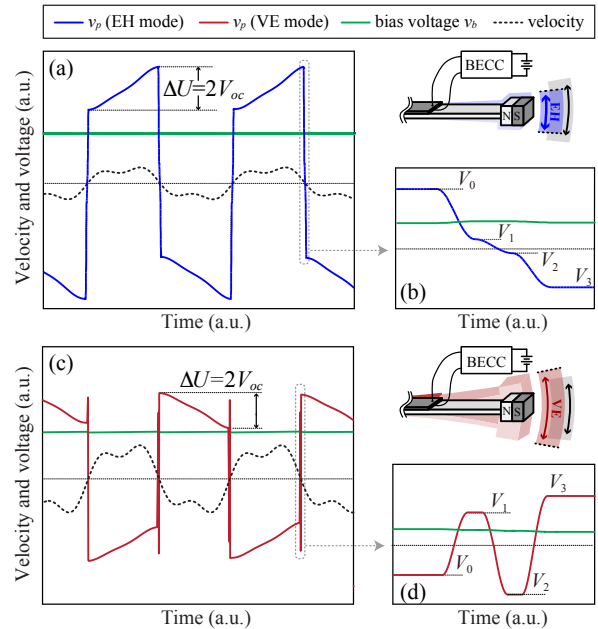 v_p (EH mode) v_p (VE mode) bias voltage v_b velocity
(a)
ΔU=2V_oc
Velocity and voltage (a.u.)
Time (a.u.)
BECC
N S
EH
V_0
V_1
V_2
V_3
(b)
Time (a.u.)
(c)
ΔU=2V_oc
Velocity and voltage (a.u.)
Time (a.u.)
BECC
N S
VE
V_0
V_1
V_2
V_3
(d)
Time (a.u.)